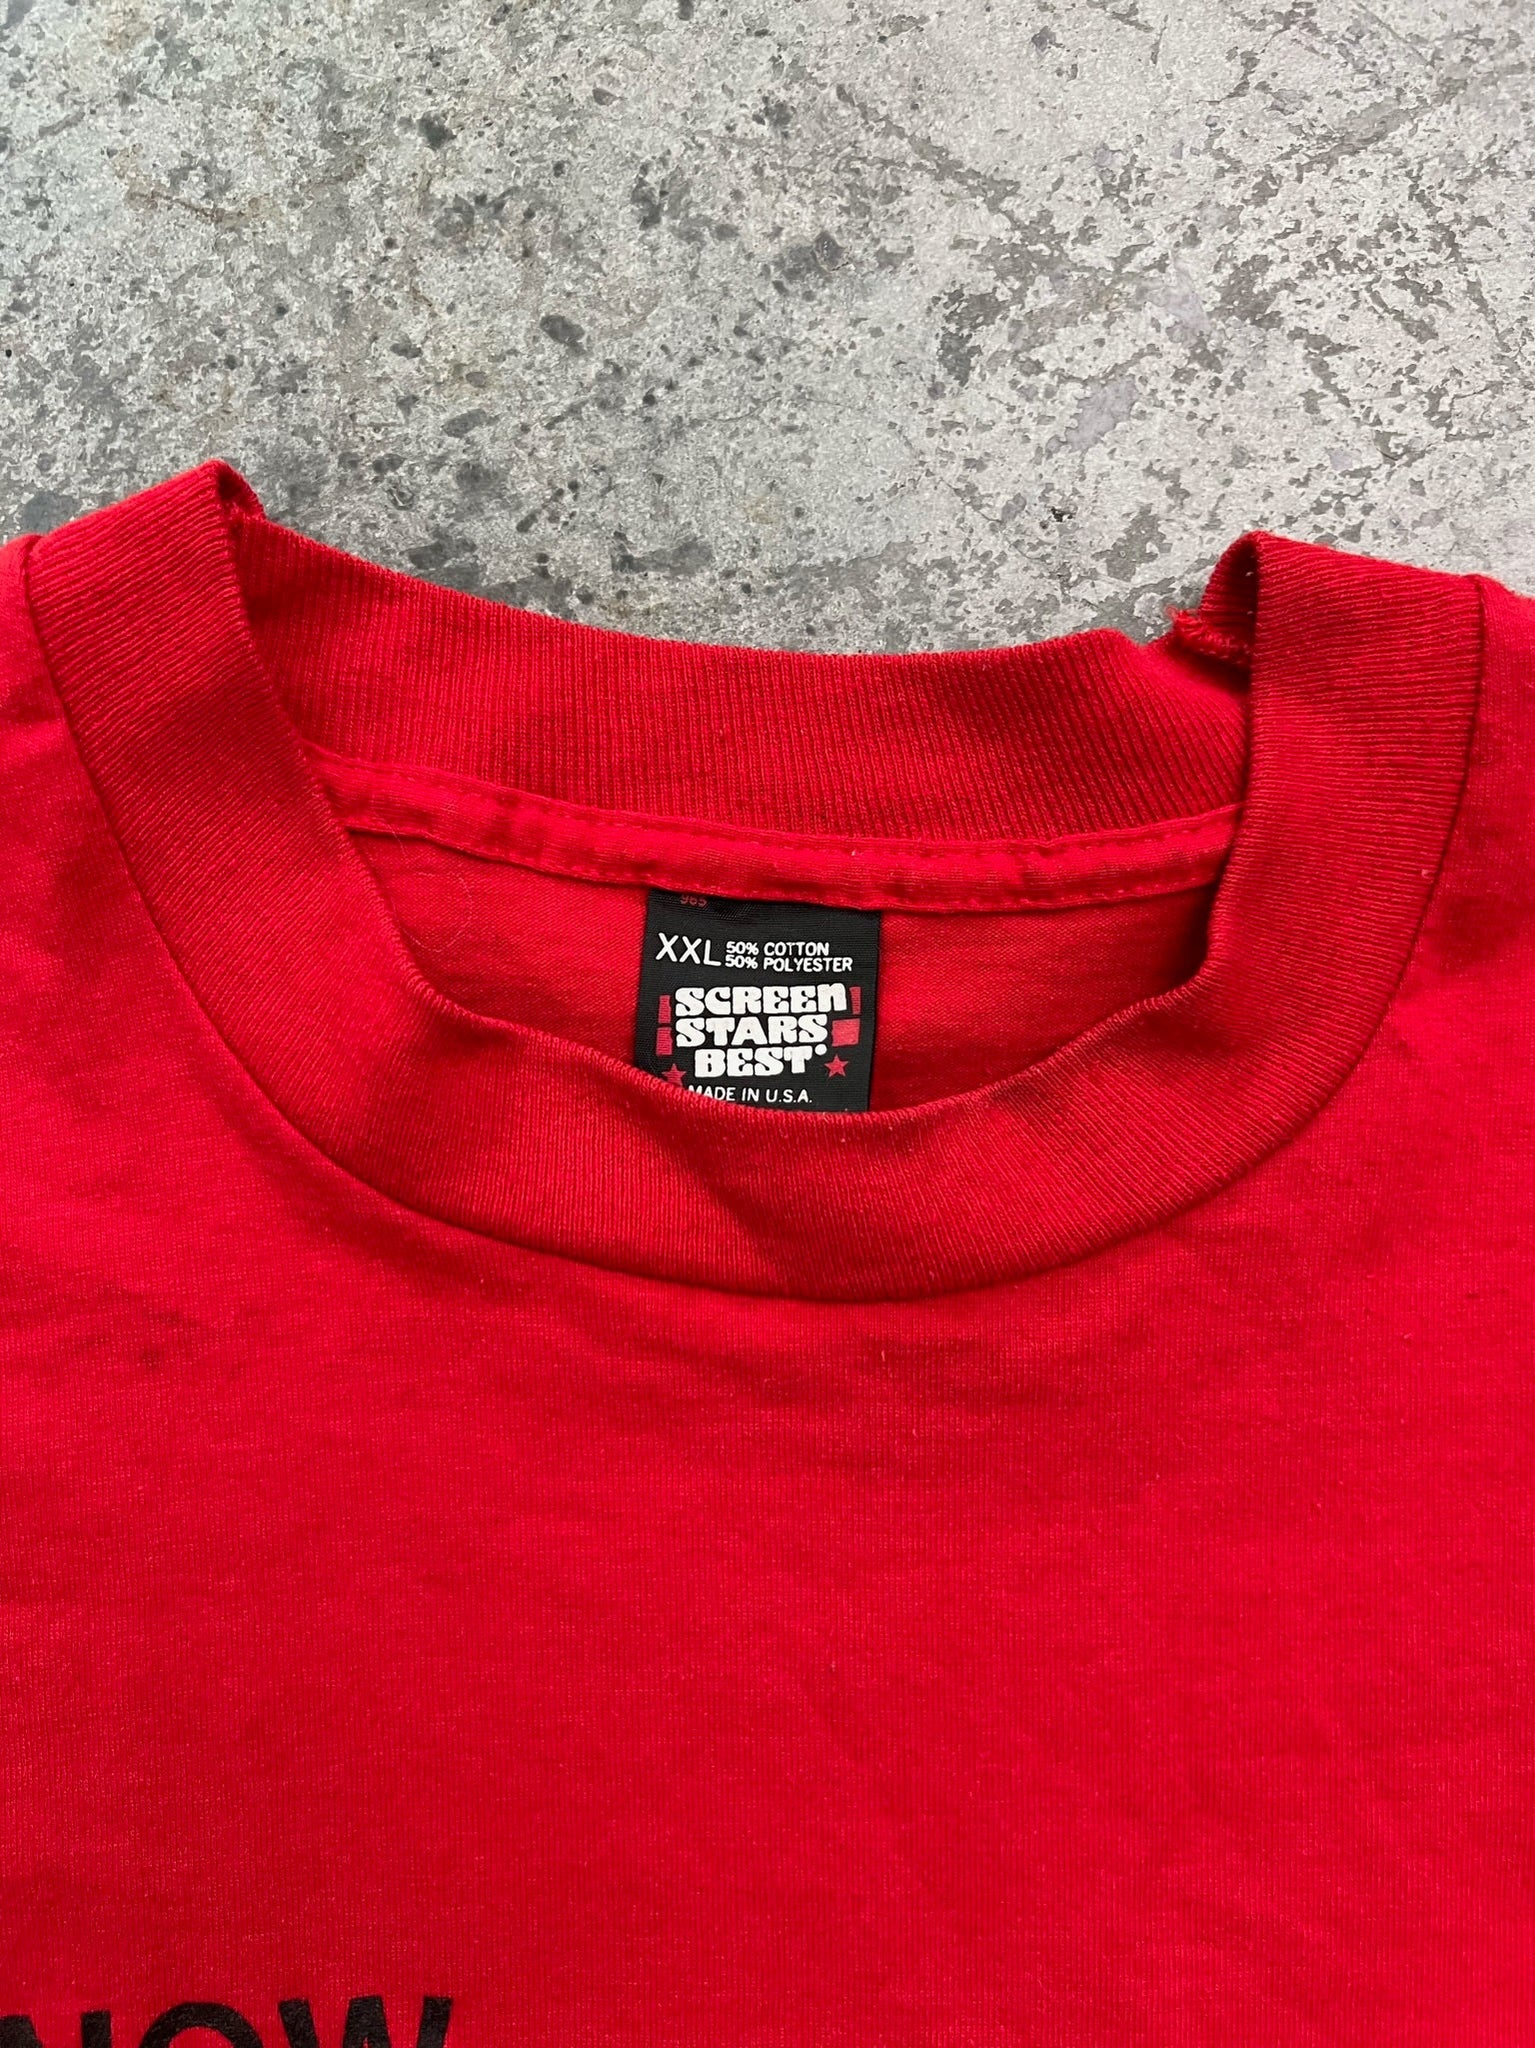 XXL 50% COTTON
50% POLYESTER
SCREEN
STARS
BEST
MADE IN U.S.A.